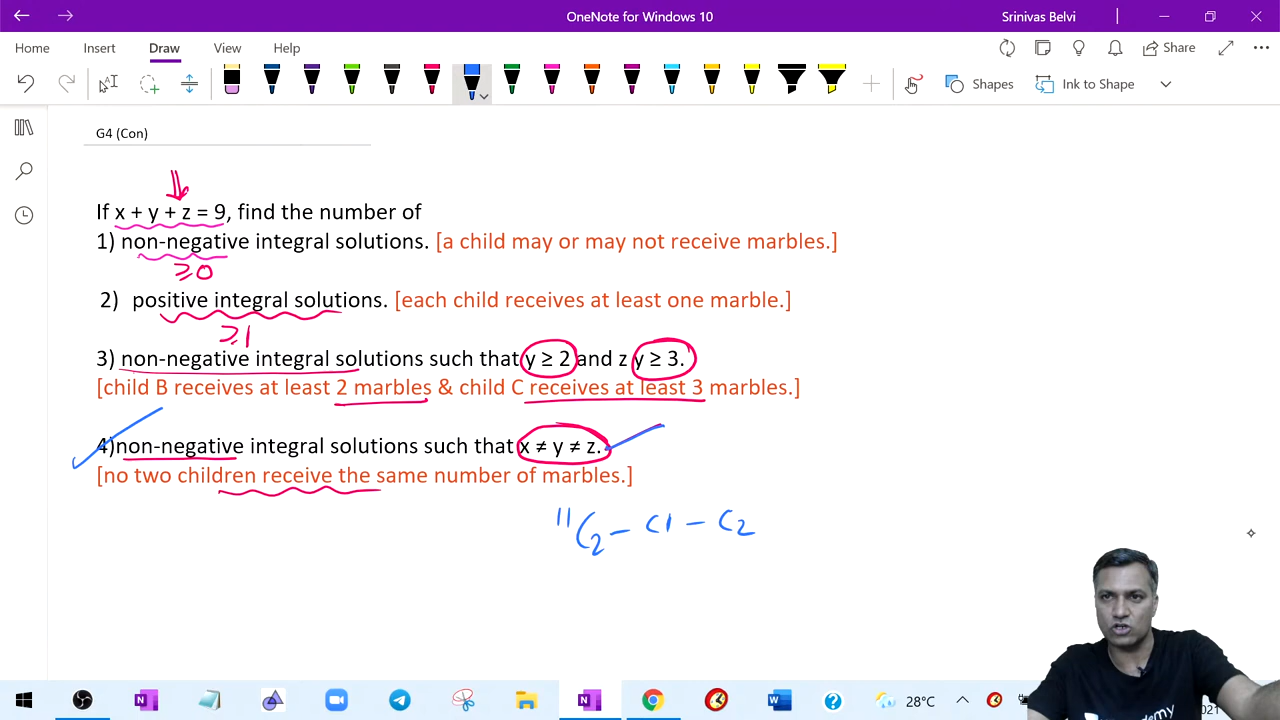 OneNote for Windows 10
Srinivas Belvi
Home Insert Draw View Help
Share
Shapes Ink to Shape
G4 (Con)
If x + y + z = 9, find the number of
1) non-negative integral solutions. [a child may or may not receive marbles.]
≥0
2) positive integral solutions. [each child receives at least one marble.]
≥1
3) non-negative integral solutions such that y ≥ 2 and z y ≥ 3.
[child B receives at least 2 marbles & child C receives at least 3 marbles.]
4)non-negative integral solutions such that x ≠ y ≠ z.
[no two children receive the same number of marbles.]
¹¹C₂ - C1 - C2
28°C